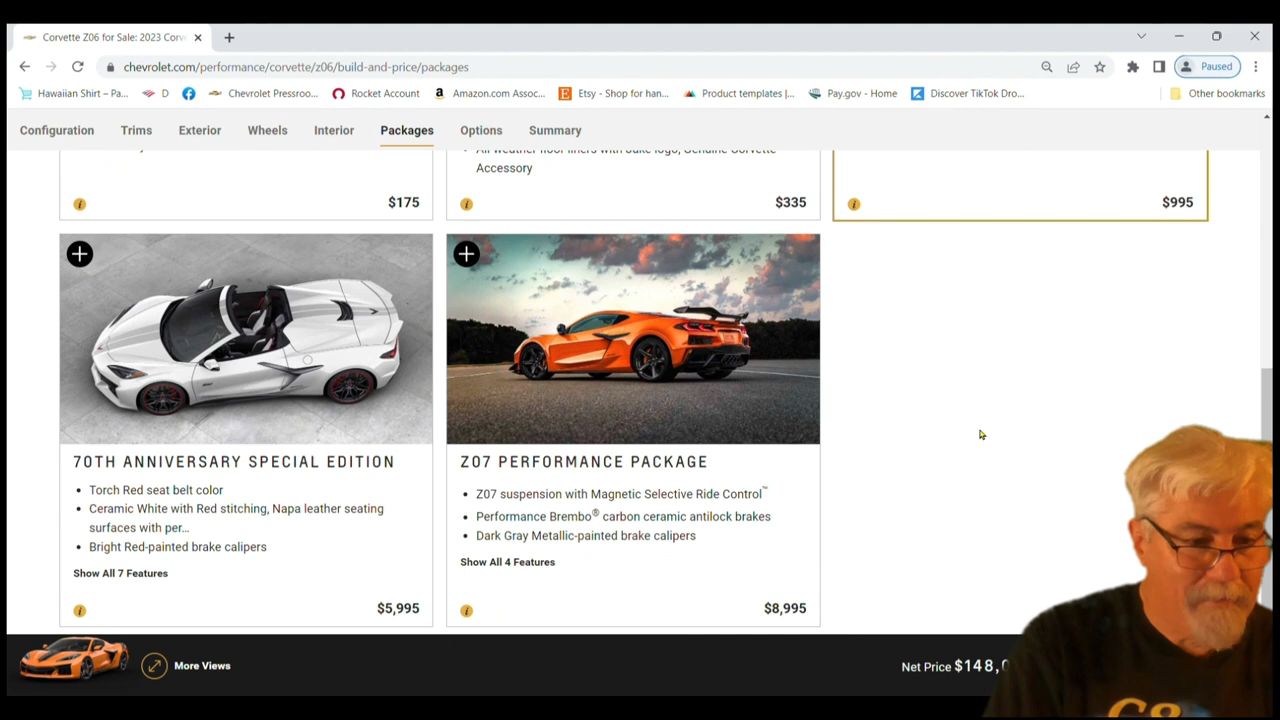 Corvette Z06 for Sale: 2023 Corv
chevrolet.com/performance/corvette/z06/build-and-price/packages
Paused
Hawaiian Shirt – Pa...
D
Chevrolet Pressroo...
Rocket Account
Amazon.com Assoc...
Etsy - Shop for han...
Product templates |...
Pay.gov - Home
Discover TikTok Dro...
Other bookmarks
Configuration
Trims
Exterior
Wheels
Interior
Packages
Options
Summary
All weather floor liners with Jake logo, Genuine Corvette
Accessory
$175
$335
$995
70TH ANNIVERSARY SPECIAL EDITION
• Torch Red seat belt color
• Ceramic White with Red stitching, Napa leather seating
surfaces with per...
• Bright Red-painted brake calipers
Show All 7 Features
$5,995
Z07 PERFORMANCE PACKAGE
• Z07 suspension with Magnetic Selective Ride Control™
• Performance Brembo® carbon ceramic antilock brakes
• Dark Gray Metallic-painted brake calipers
Show All 4 Features
$8,995
More Views
Net Price $148,0
C8